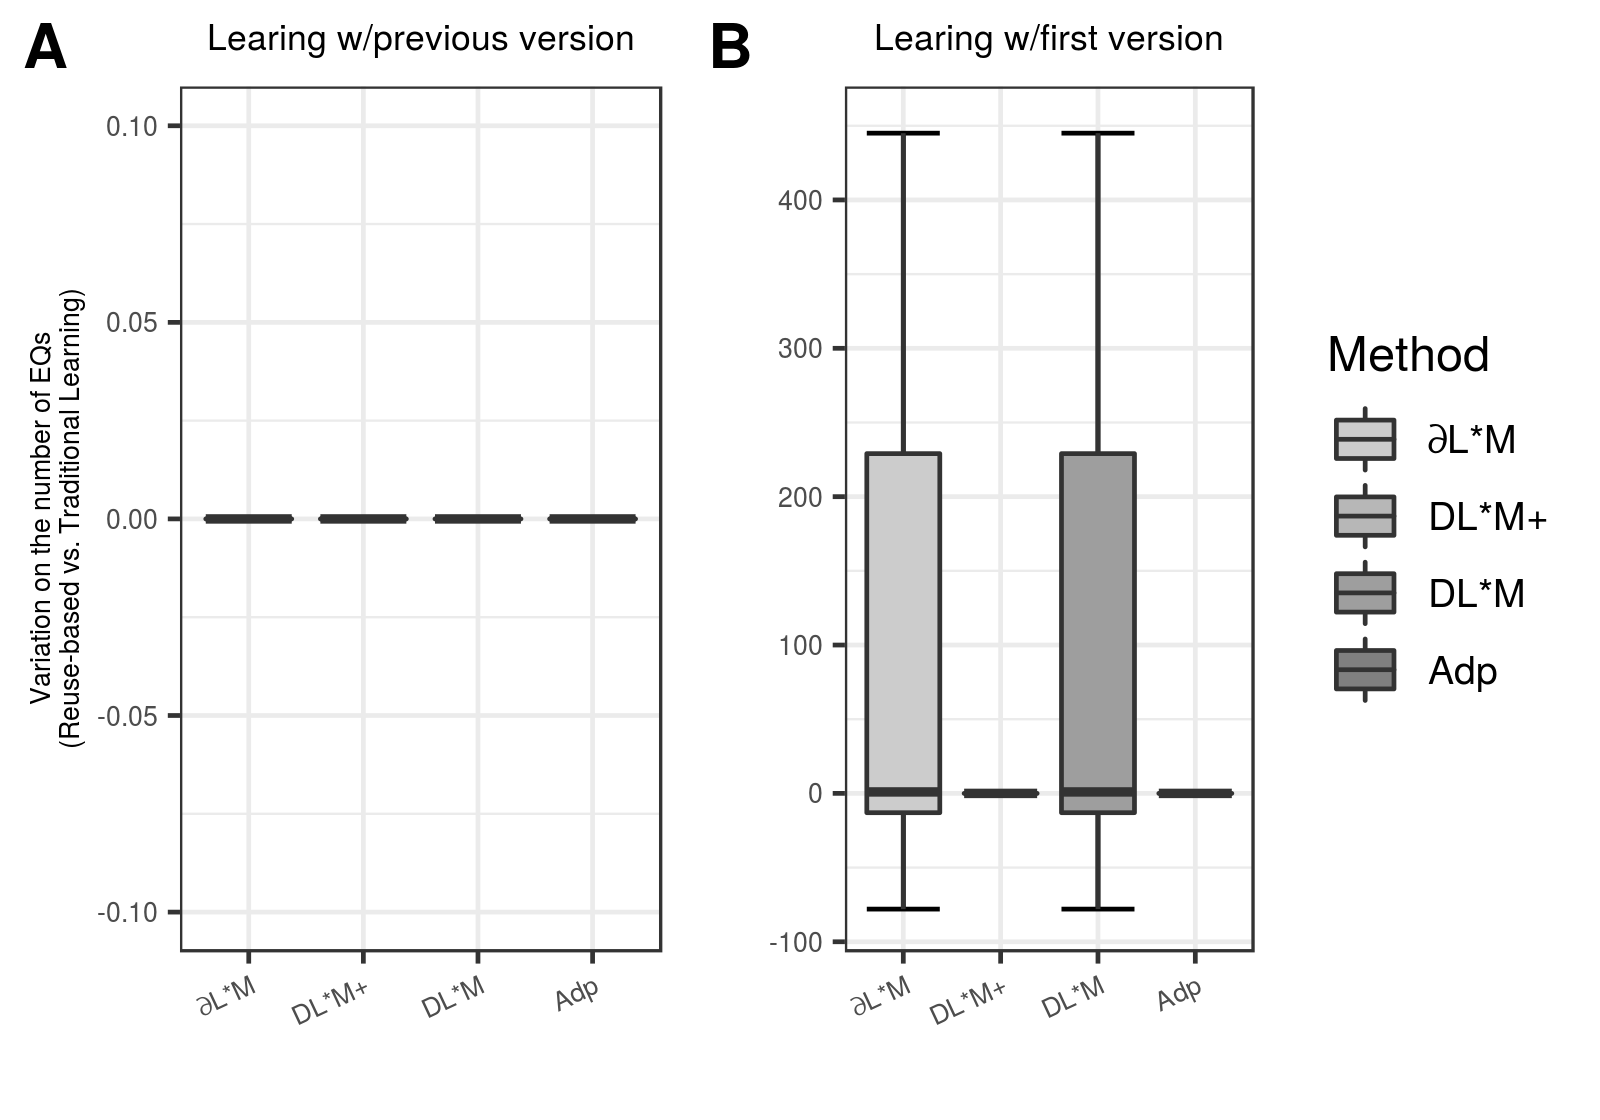 A
Learing w/previous version
B
Learing w/first version
Variation on the number of EQs
(Reuse-based vs. Traditional Learning)
0.10
0.05
0.00
-0.05
-0.10
∂L*M
DL*M+
DL*M
Adp
400
300
200
100
0
-100
∂L*M
DL*M+
DL*M
Adp
Method
∂L*M
DL*M+
DL*M
Adp